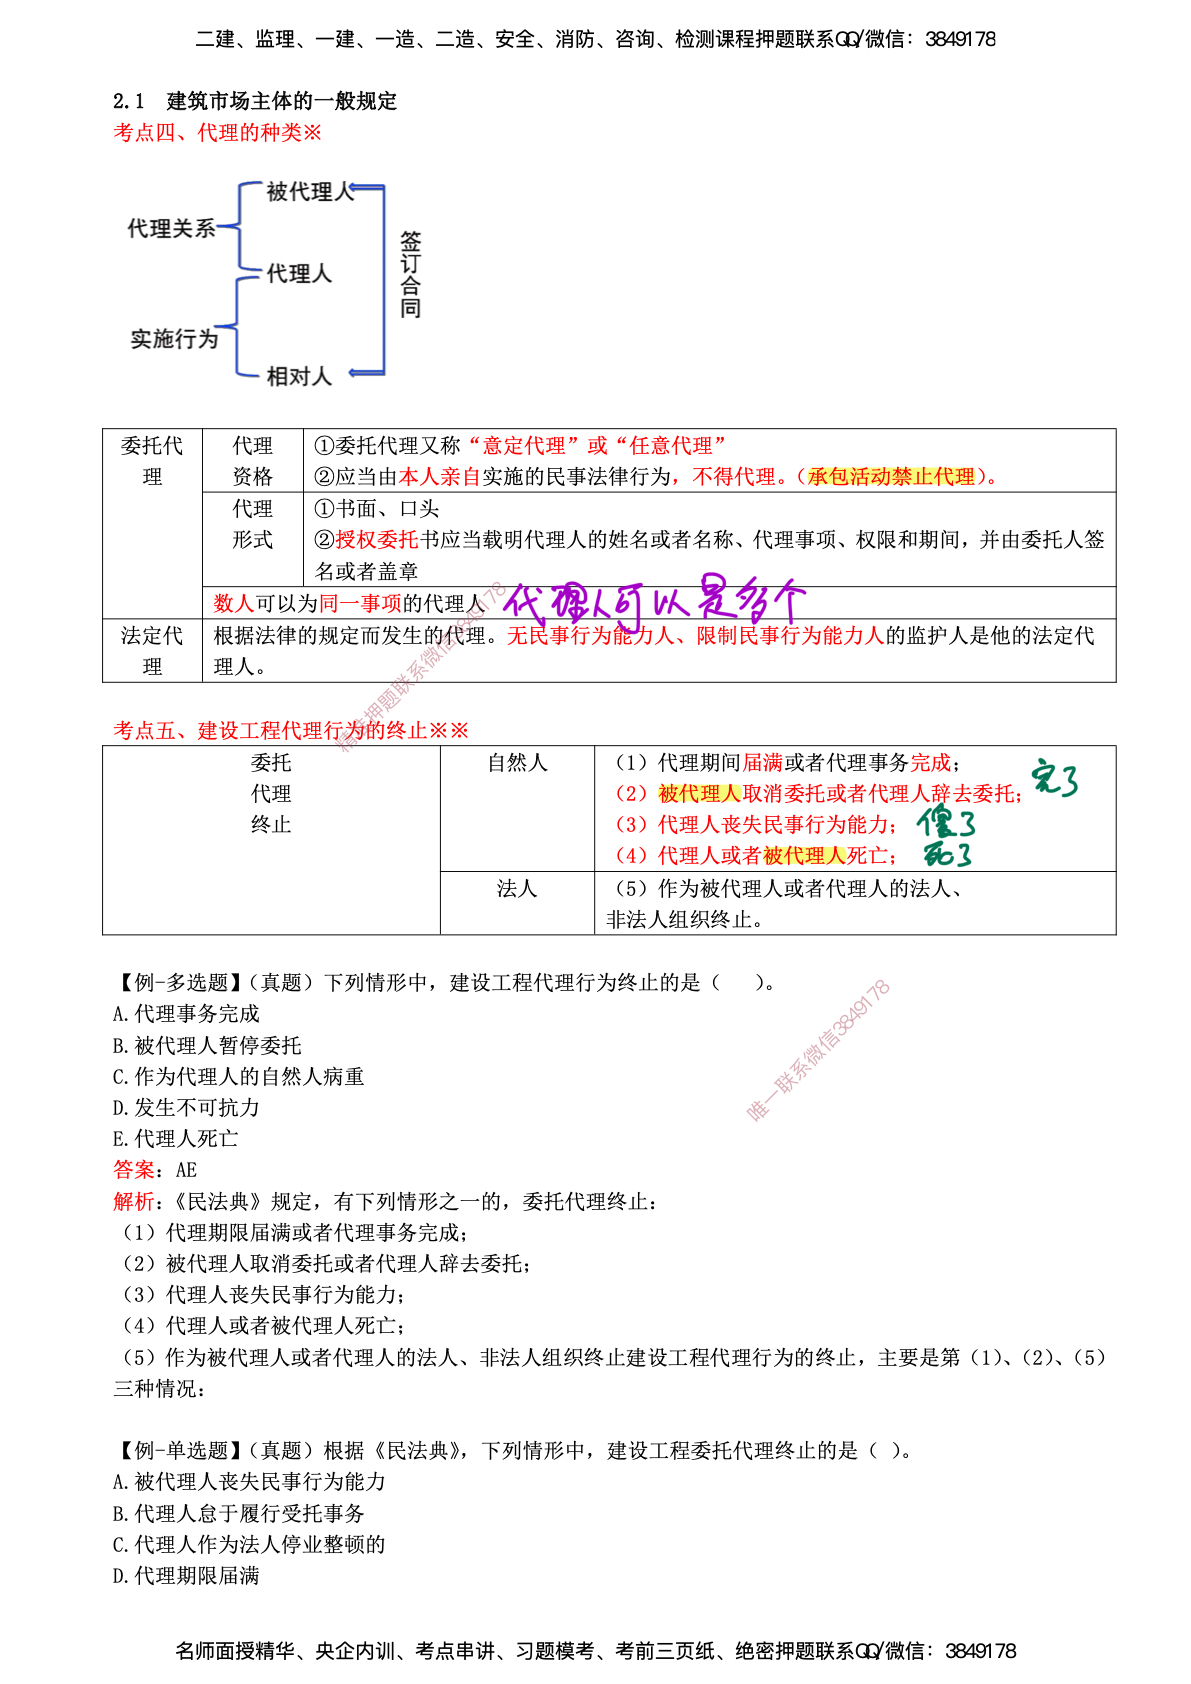 二建、监理、一建、一造、二造、安全、消防、咨询、检测课程押题联系QQ/微信：3849178
2.1 建筑市场主体的一般规定
考点四、代理的种类※
被代理人
代理关系
签订合同
代理人
实施行为
相对人
委托代理
代理资格
①委托代理又称“意定代理”或“任意代理”
②应当由本人亲自实施的民事法律行为，不得代理。（承包活动禁止代理）。
代理形式
①书面、口头
②授权委托书应当载明代理人的姓名或者名称、代理事项、权限和期间，并由委托人签
名或者盖章
数人可以为同一事项的代理人 代理人可以是多个
法定代理
根据法律的规定而发生的代理。无民事行为能力人、限制民事行为能力人的监护人是他的法定代
理人。
精准押题联系微信3849178
考点五、建设工程代理行为的终止※※
委托
代理
终止
自然人
（1）代理期间届满或者代理事务完成；
（2）被代理人取消委托或者代理人辞去委托； 完了
（3）代理人丧失民事行为能力； 傻了
（4）代理人或者被代理人死亡； 死了
法人
（5）作为被代理人或者代理人的法人、
非法人组织终止。
【例-多选题】（真题）下列情形中，建设工程代理行为终止的是（ ）。
A.代理事务完成
B.被代理人暂停委托
C.作为代理人的自然人病重
D.发生不可抗力
E.代理人死亡
唯一联系微信3849178
答案：AE
解析：《民法典》规定，有下列情形之一的，委托代理终止：
（1）代理期限届满或者代理事务完成；
（2）被代理人取消委托或者代理人辞去委托；
（3）代理人丧失民事行为能力；
（4）代理人或者被代理人死亡；
（5）作为被代理人或者代理人的法人、非法人组织终止建设工程代理行为的终止，主要是第（1）、（2）、（5）
三种情况：
【例-单选题】（真题）根据《民法典》，下列情形中，建设工程委托代理终止的是（ ）。
A.被代理人丧失民事行为能力
B.代理人怠于履行受托事务
C.代理人作为法人停业整顿的
D.代理期限届满
名师面授精华、央企内训、考点串讲、习题模考、考前三页纸、绝密押题联系QQ/微信：3849178